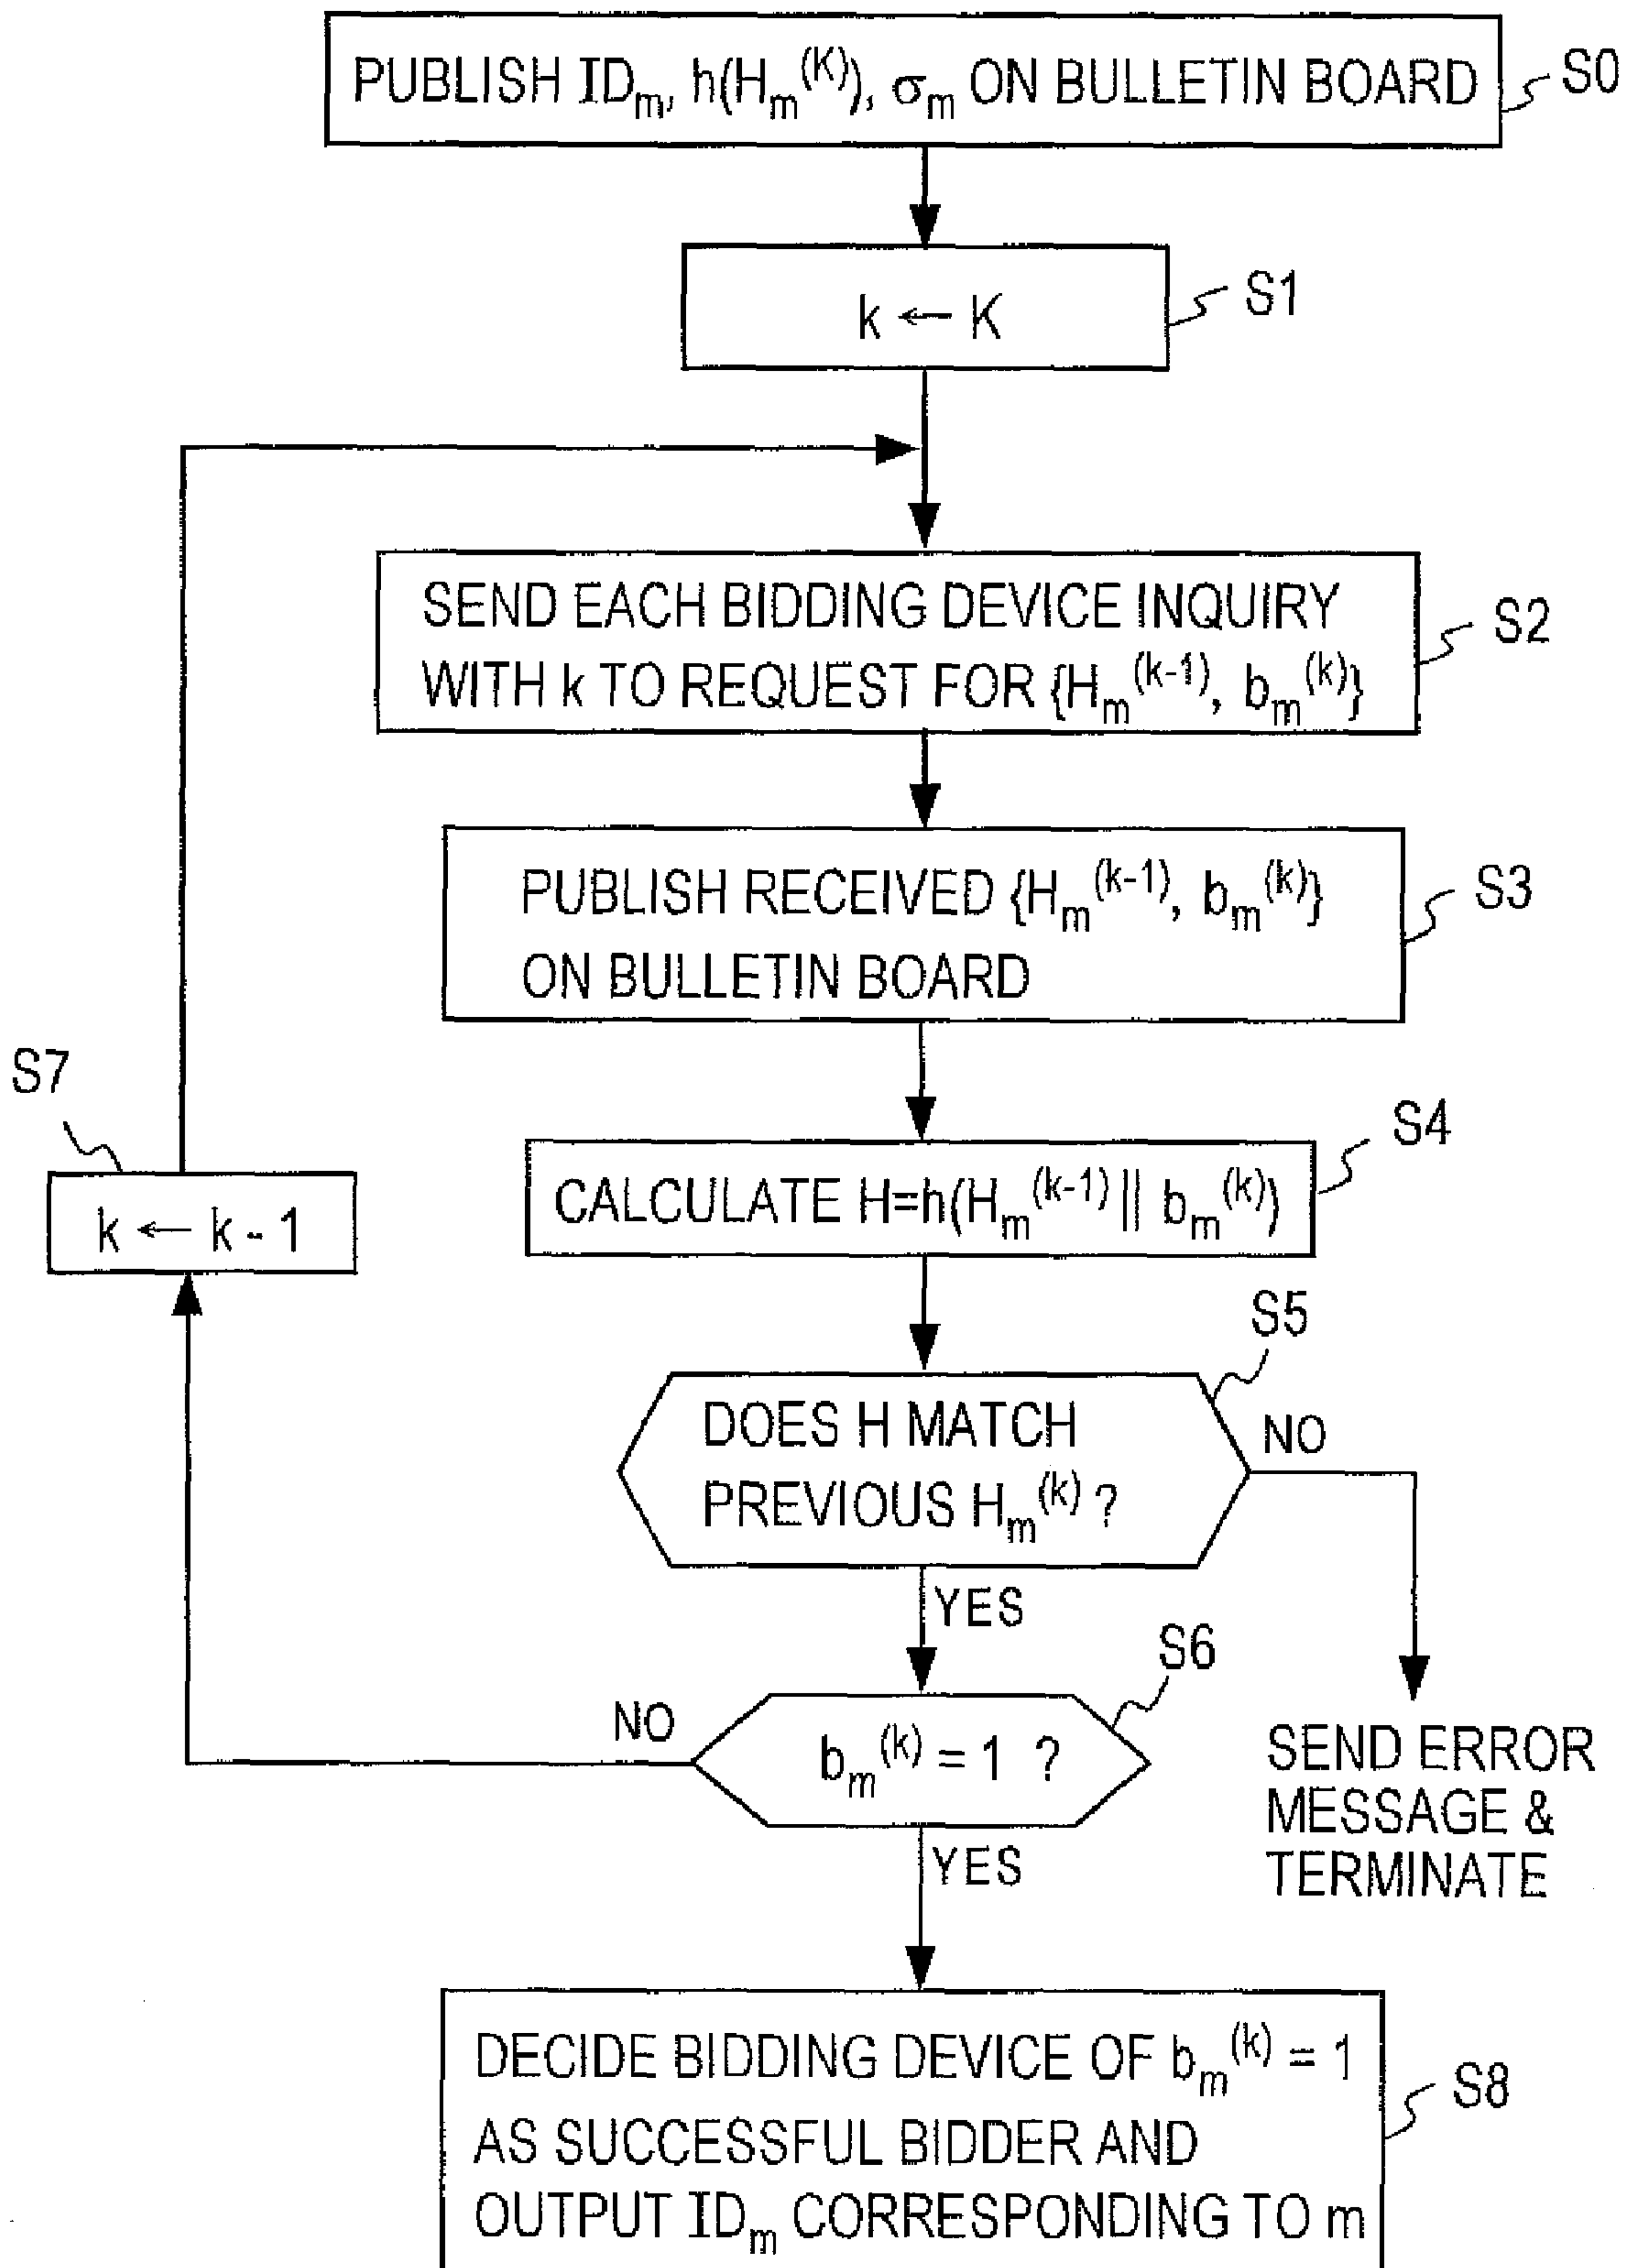 PUBLISH IDm, h(Hm(K)), σm ON BULLETIN BOARD
S0
k ← K
S1
SEND EACH BIDDING DEVICE INQUIRY
WITH k TO REQUEST FOR {Hm(k-1), bm(k)}
S2
PUBLISH RECEIVED {Hm(k-1), bm(k)}
ON BULLETIN BOARD
S3
S7
k ← k - 1
CALCULATE H=h(Hm(k-1) || bm(k))
S4
DOES H MATCH
PREVIOUS Hm(k) ?
S5
NO
YES
SEND ERROR
MESSAGE &
TERMINATE
bm(k) = 1 ?
S6
NO
YES
DECIDE BIDDING DEVICE OF bm(k) = 1
AS SUCCESSFUL BIDDER AND
OUTPUT IDm CORRESPONDING TO m
S8